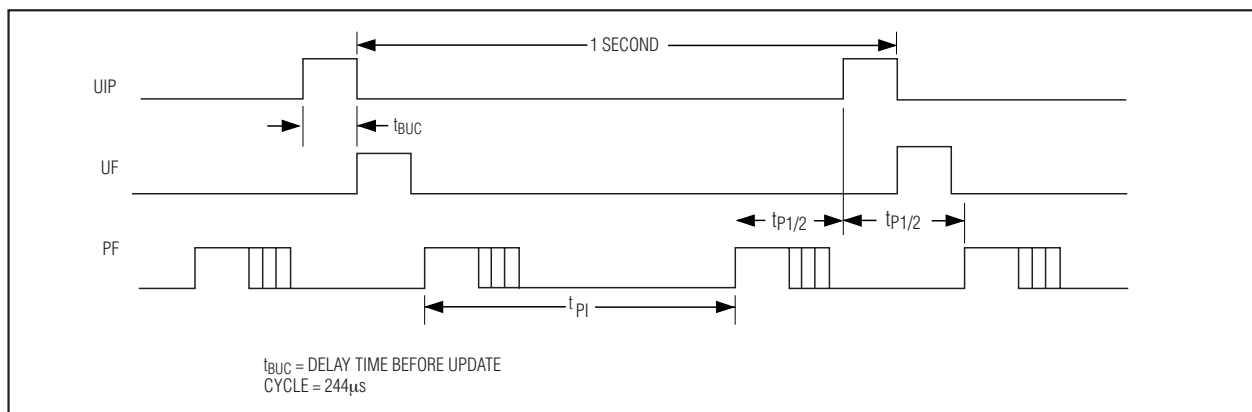 1 SECOND
UIP
tBUC
UF
tP1/2 tP1/2
PF
tPI
tBUC = DELAY TIME BEFORE UPDATE
CYCLE = 244µs